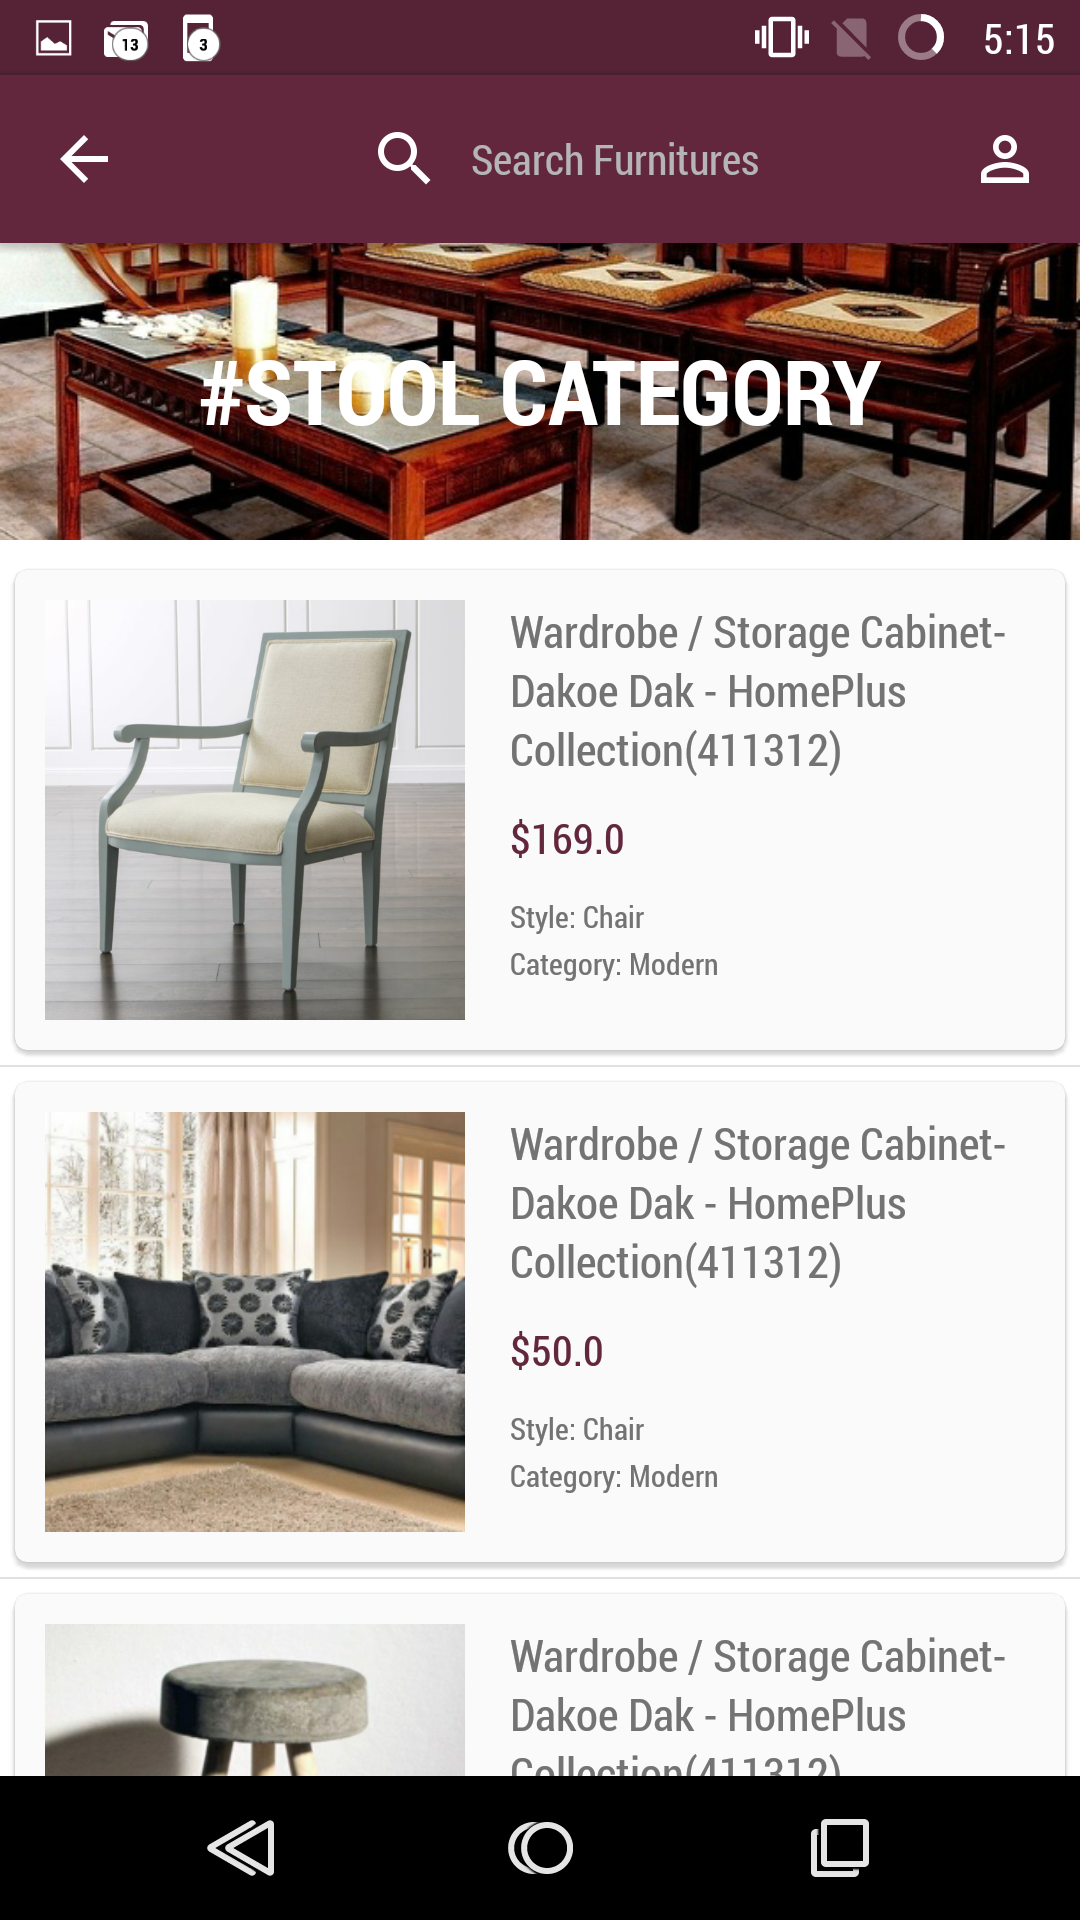 13
3
5:15
Search Furnitures
#STOOL CATEGORY
Wardrobe / Storage Cabinet-
Dakoe Dak - HomePlus
Collection(411312)
$169.0
Style: Chair
Category: Modern
Wardrobe / Storage Cabinet-
Dakoe Dak - HomePlus
Collection(411312)
$50.0
Style: Chair
Category: Modern
Wardrobe / Storage Cabinet-
Dakoe Dak - HomePlus
Collection(411312)